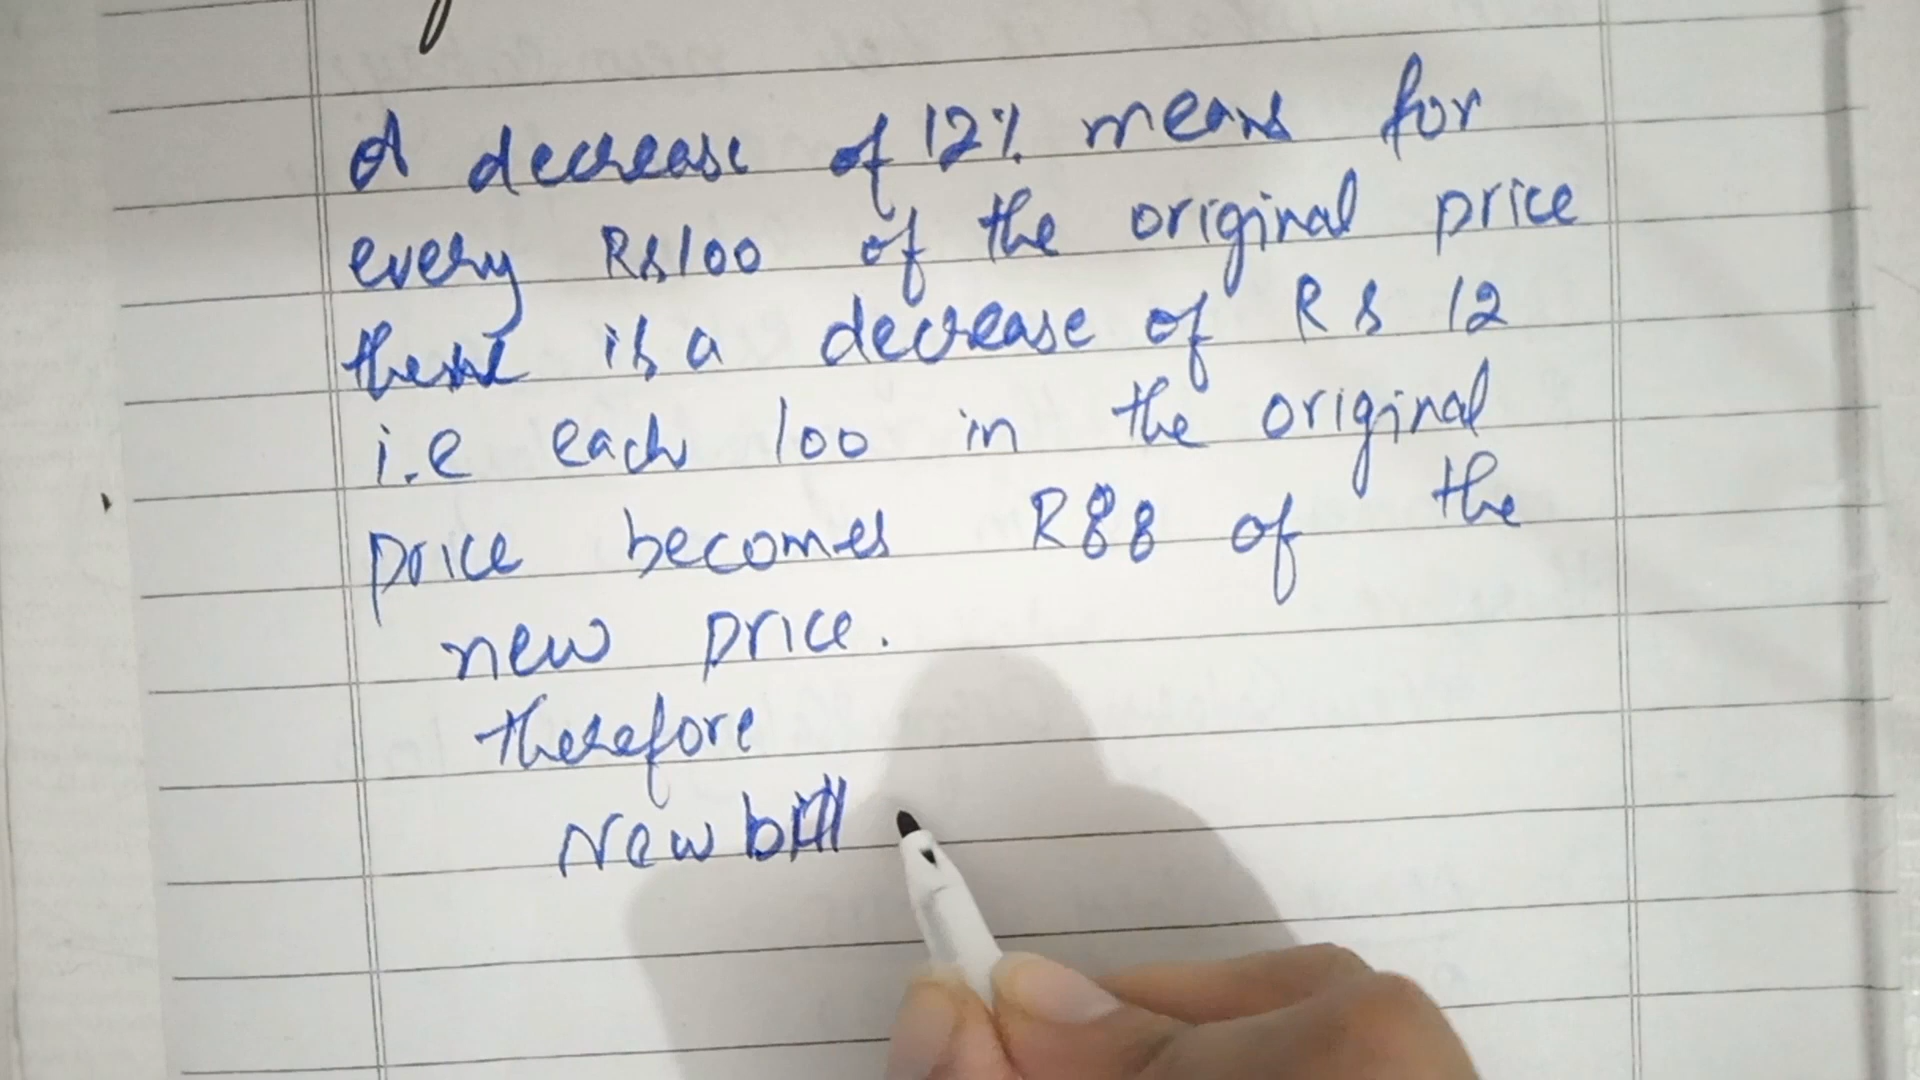 A decrease of 12% means for
every Rs100 of the original price
there is a decrease of Rs 12
i.e each 100 in the original
price becomes R88 of the
new price.
therefore
New bill